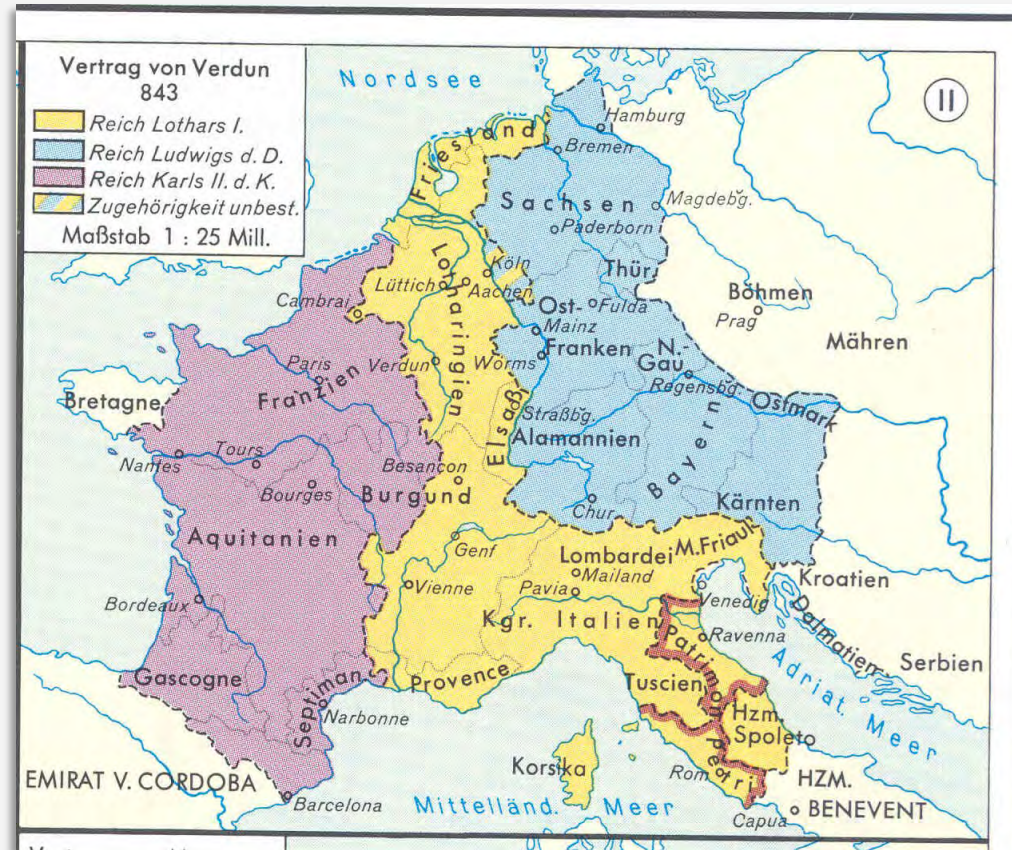 Vertrag von Verdun
843
Reich Lothars I.
Reich Ludwigs d. D.
Reich Karls II. d. K.
Zugehörigkeit unbest.
Maßstab 1 : 25 Mill.
II
Nordsee
Hamburg
Bremen
Friesland
Sachsen
Magdebg.
Paderborn
Köln
Thür.
Lotharingien
Lüttich
Aachen
Böhmen
Cambrai
Ost-
Fulda
Prag
Mainz
Mähren
Franken
N.-
Gau
Paris
Verdun
Worms
Regensbg.
Franzien
Bretagne
Ostmark
Straßbg.
Elsaß
Alamannien
Bayern
Tours
Nantes
Besançon
Bourges
Burgund
Chur
Kärnten
Aquitanien
Genf
Lombardei
M.Friaul
Mailand
Kroatien
Vienne
Pavia
Venedig
Bordeaux
Kgr. Italien
Dalmatien
Ravenna
Patrimon
Petri
Serbien
Gascogne
Provence
Tuscien
Adriat. Meer
Septiman.
Narbonne
Hzm.
Spoleto
Korsika
Rom
HZM.
EMIRAT V. CORDOBA
Barcelona
Mittelländ. Meer
BENEVENT
Capua